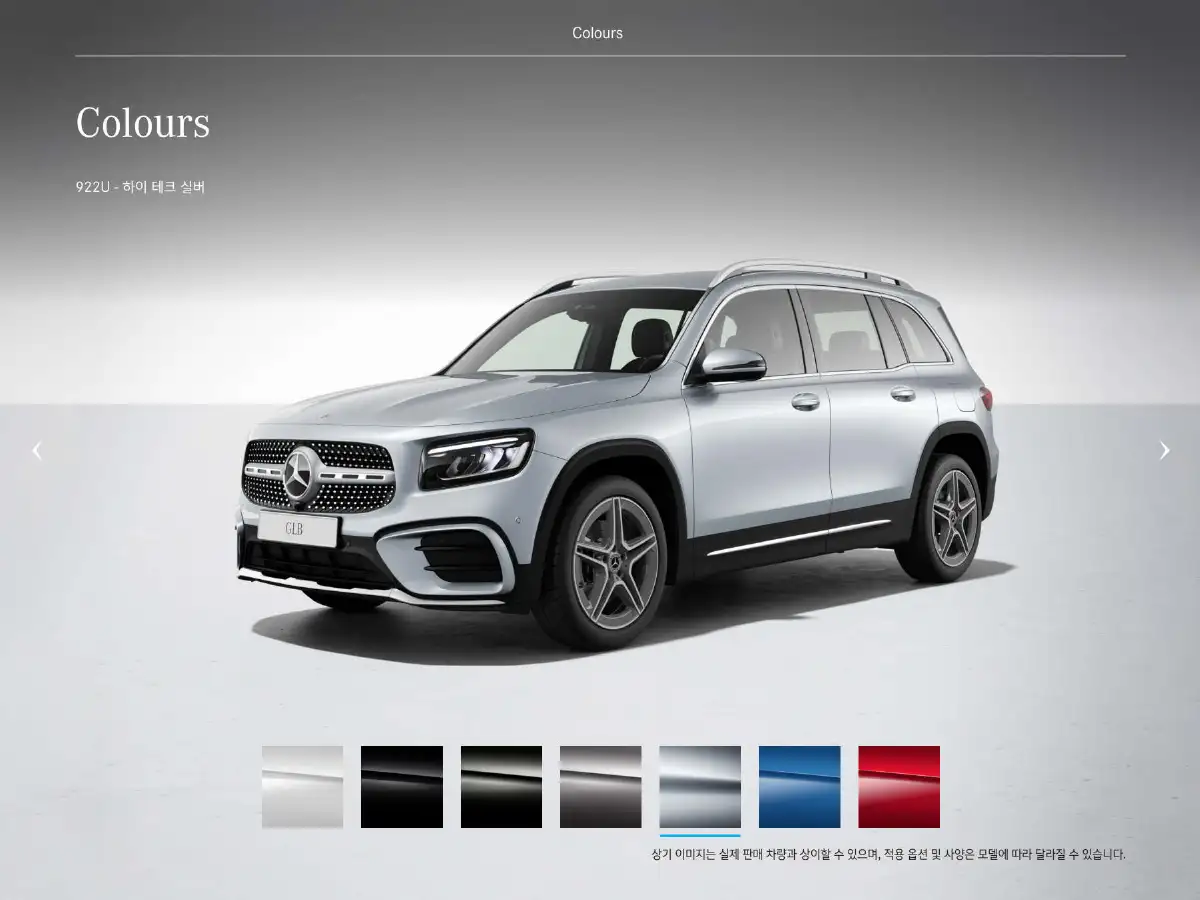 Colours
Colours
922U - 하이 테크 실버
GLB
상기 이미지는 실제 판매 차량과 상이할 수 있으며, 적용 옵션 및 사양은 모델에 따라 달라질 수 있습니다.